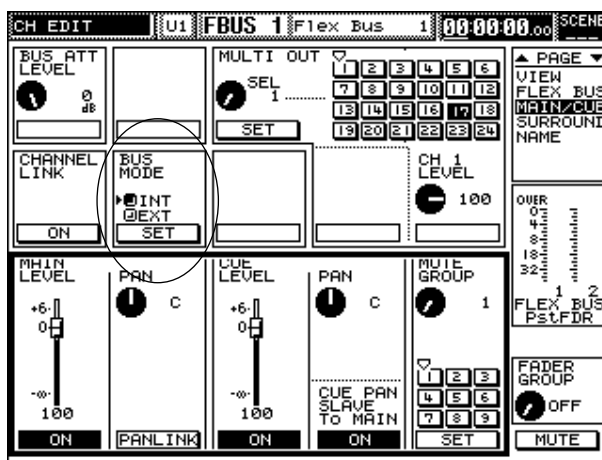 CH EDIT U1 FBUS 1 Flex Bus 1 00:00:00.00 SCENE
BUS ATT
LEVEL
0
dB
MULTI OUT
SEL
1
SET
1 2 3 4 5 6
7 8 9 10 11 12
13 14 15 16 17 18
19 20 21 22 23 24
PAGE
VIEW
FLEX BUS
MAIN/CUE
SURROUND
NAME
CHANNEL
LINK
ON
BUS
MODE
INT
EXT
SET
CH 1
LEVEL
100
OVER
0
4
8
18
32
1 2
FLEX BUS
PstFDR
MAIN
LEVEL
+6
0
-∞
100
ON
PAN
C
PANLINK
CUE
LEVEL
+6
0
-∞
100
ON
PAN
C
CUE PAN
SLAVE
To MAIN
ON
MUTE
GROUP
1
1 2 3
4 5 6
7 8 9
SET
FADER
GROUP
OFF
MUTE